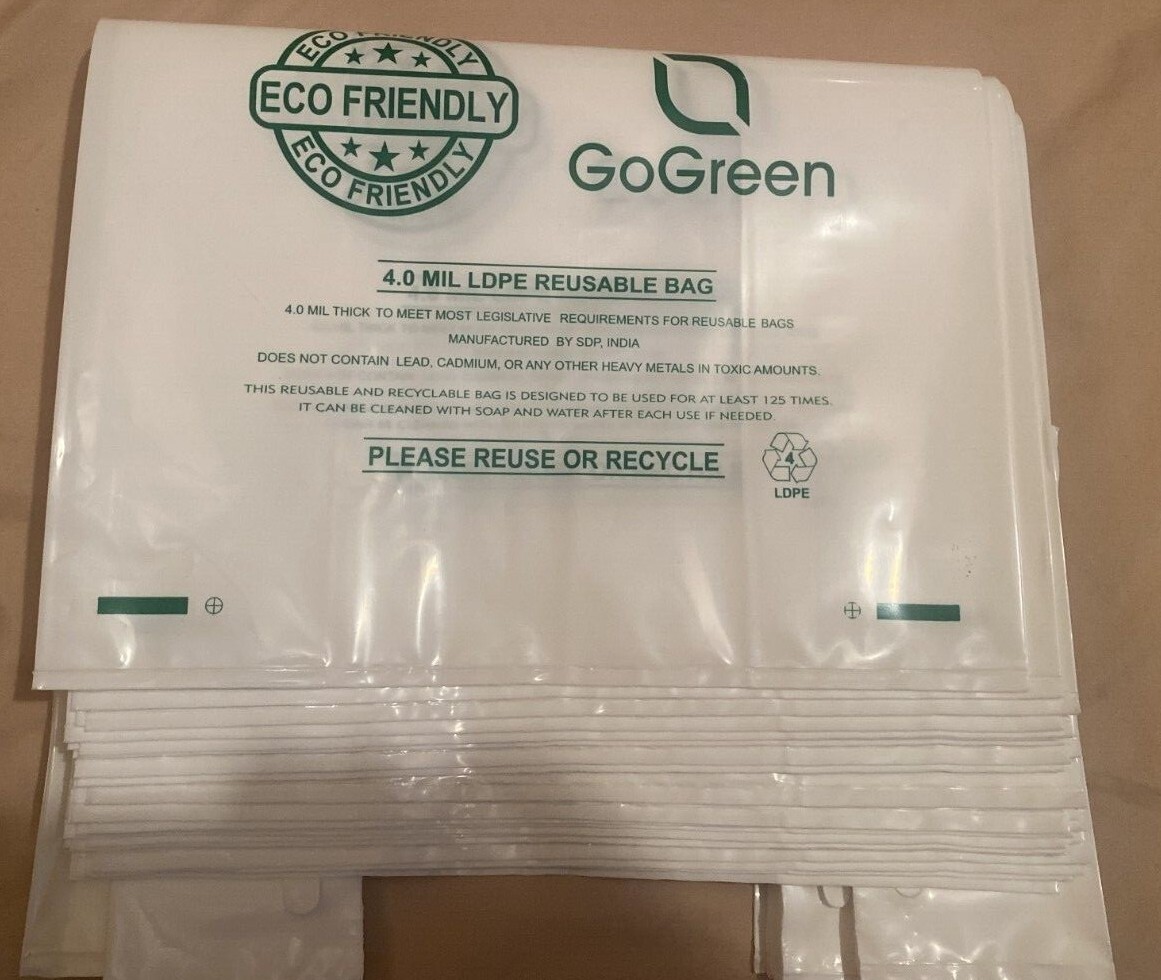 ECO FRIENDLY
ECO FRIENDLY
ECO FRIENDLY
GoGreen
4.0 MIL LDPE REUSABLE BAG
4.0 MIL THICK TO MEET MOST LEGISLATIVE REQUIREMENTS FOR REUSABLE BAGS
MANUFACTURED BY SDP, INDIA
DOES NOT CONTAIN LEAD, CADMIUM, OR ANY OTHER HEAVY METALS IN TOXIC AMOUNTS.
THIS REUSABLE AND RECYCLABLE BAG IS DESIGNED TO BE USED FOR AT LEAST 125 TIMES.
IT CAN BE CLEANED WITH SOAP AND WATER AFTER EACH USE IF NEEDED.
PLEASE REUSE OR RECYCLE
4
LDPE